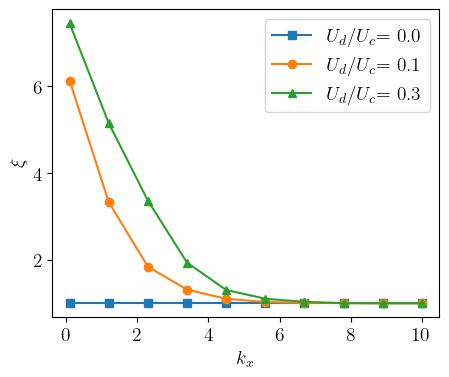 U_d/U_c= 0.0
U_d/U_c= 0.1
U_d/U_c= 0.3
6
4
2
ξ
0 2 4 6 8 10
k_x